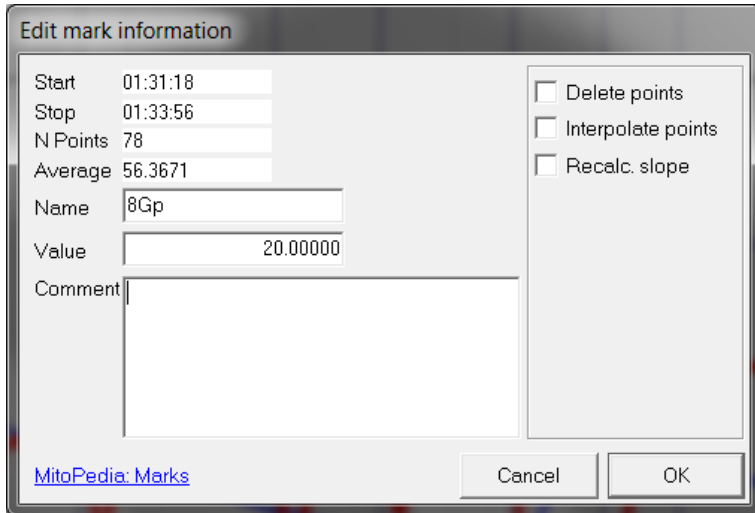 Edit mark information
Start 01:31:18
Stop 01:33:56
N Points 78
Average 56.3671
Name 8Gp
Value 20.00000
Comment
Delete points
Interpolate points
Recalc. slope
MitoPedia: Marks
Cancel
OK